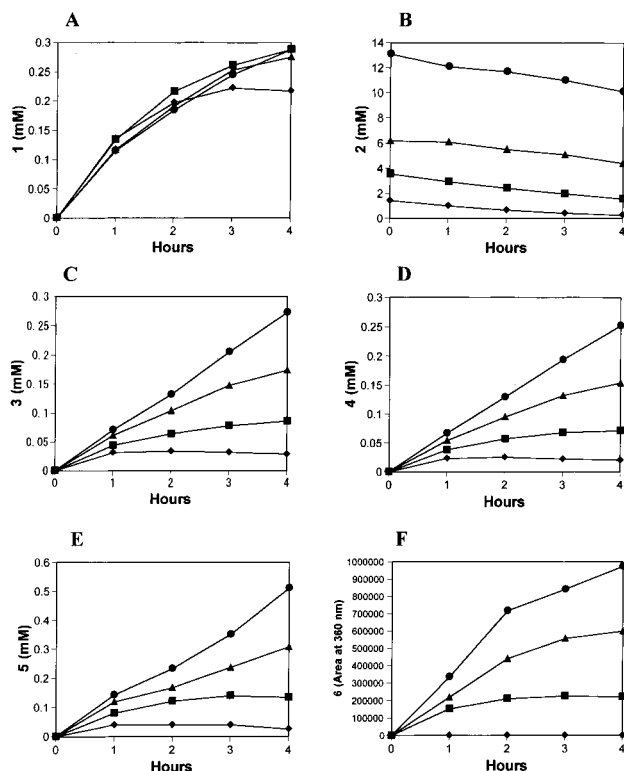 A
0.3
0.25
0.2
0.15
0.1
0.05
0
1 (mM)
0 1 2 3 4
Hours
B
14
12
10
8
6
4
2
0
2 (mM)
0 1 2 3 4
Hours
C
0.3
0.25
0.2
0.15
0.1
0.05
0
3 (mM)
0 1 2 3 4
Hours
D
0.3
0.25
0.2
0.15
0.1
0.05
0
4 (mM)
0 1 2 3 4
Hours
E
0.6
0.5
0.4
0.3
0.2
0.1
0
5 (mM)
0 1 2 3 4
Hours
F
1000000
900000
800000
700000
600000
500000
400000
300000
200000
100000
0
6 (Area at 360 nm)
0 1 2 3 4
Hours